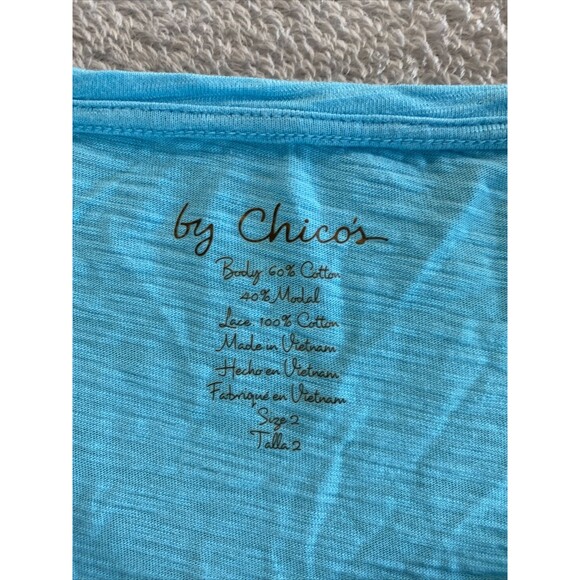 by Chico's
Body 60% Cotton
40% Modal
Lace 100% Cotton
Made in Vietnam
Hecho en Vietnam
Fabriqué en Vietnam
Size 2
Talla 2